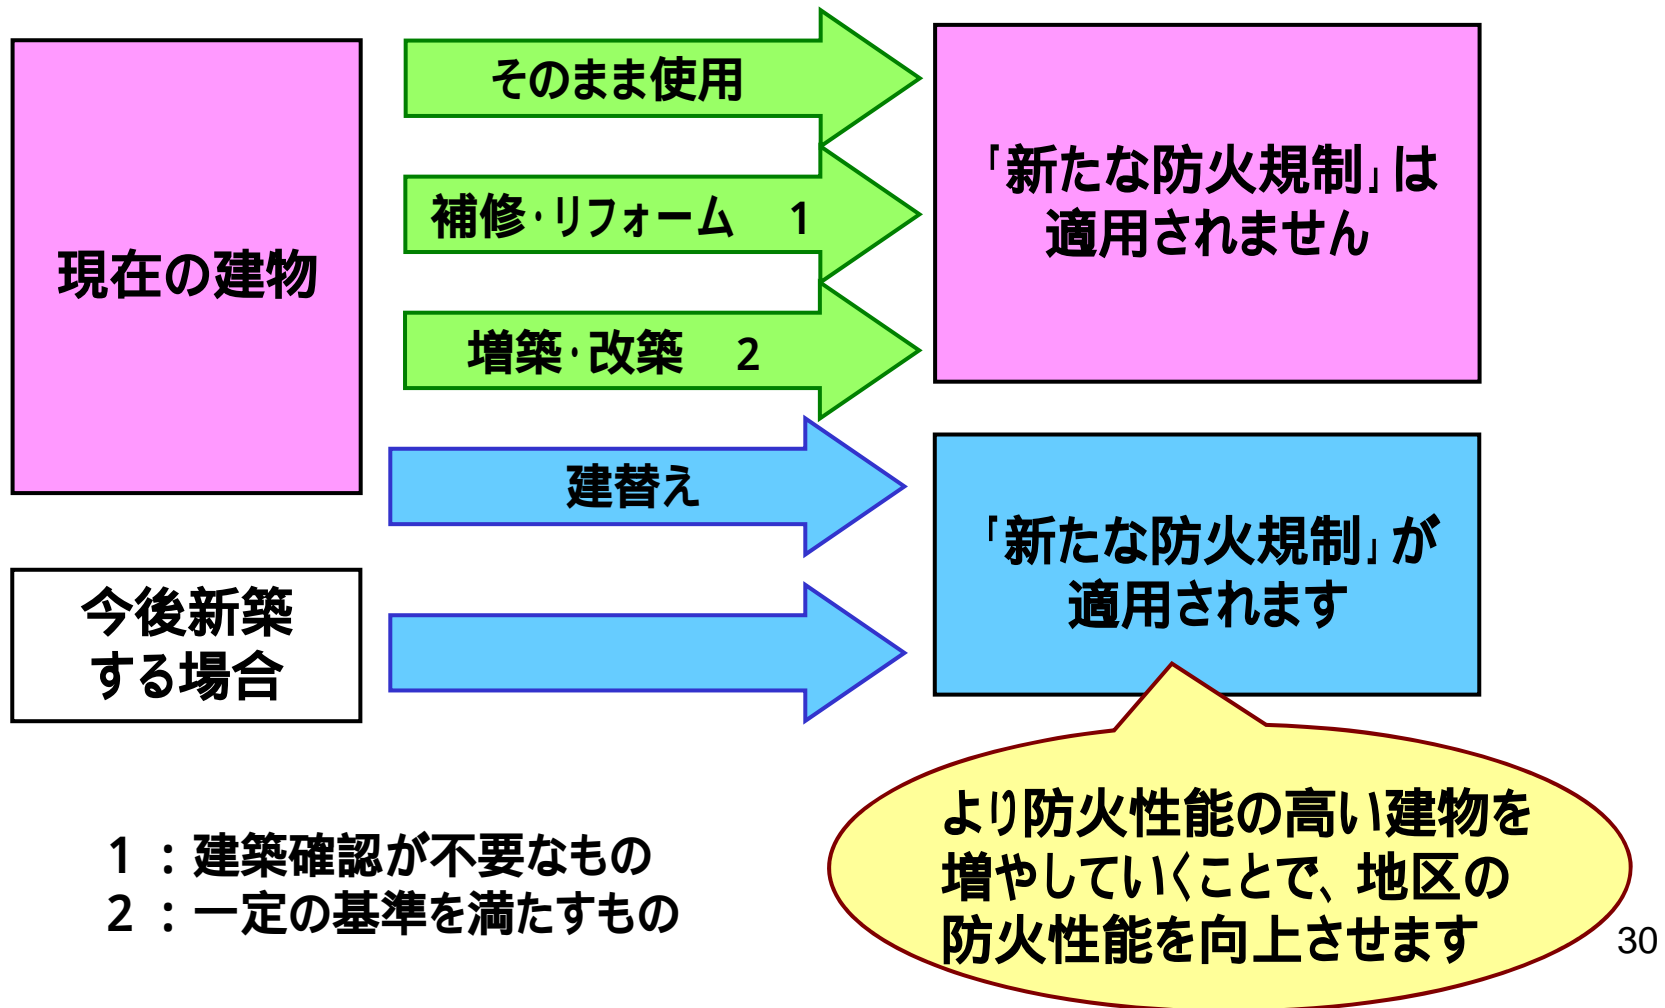 現在の建物
そのまま使用
補修・リフォーム　1
増築・改築　2
建替え
「新たな防火規制」は
適用されません
「新たな防火規制」が
適用されます
今後新築
する場合
より防火性能の高い建物を
増やしていくことで、地区の
防火性能を向上させます
1 ：建築確認が不要なもの
2 ：一定の基準を満たすもの
30